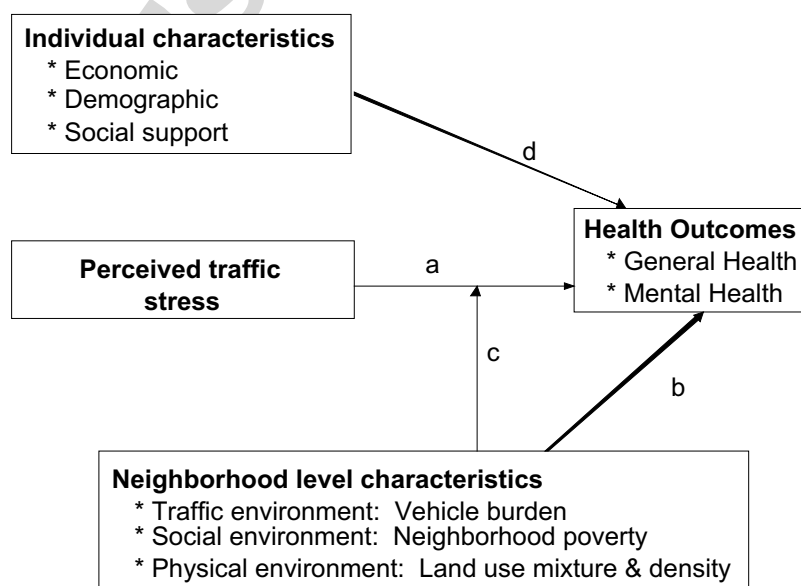 Individual characteristics
* Economic
* Demographic
* Social support
d
Health Outcomes
* General Health
* Mental Health
Perceived traffic
stress
a
c
b
Neighborhood level characteristics
* Traffic environment: Vehicle burden
* Social environment: Neighborhood poverty
* Physical environment: Land use mixture & density